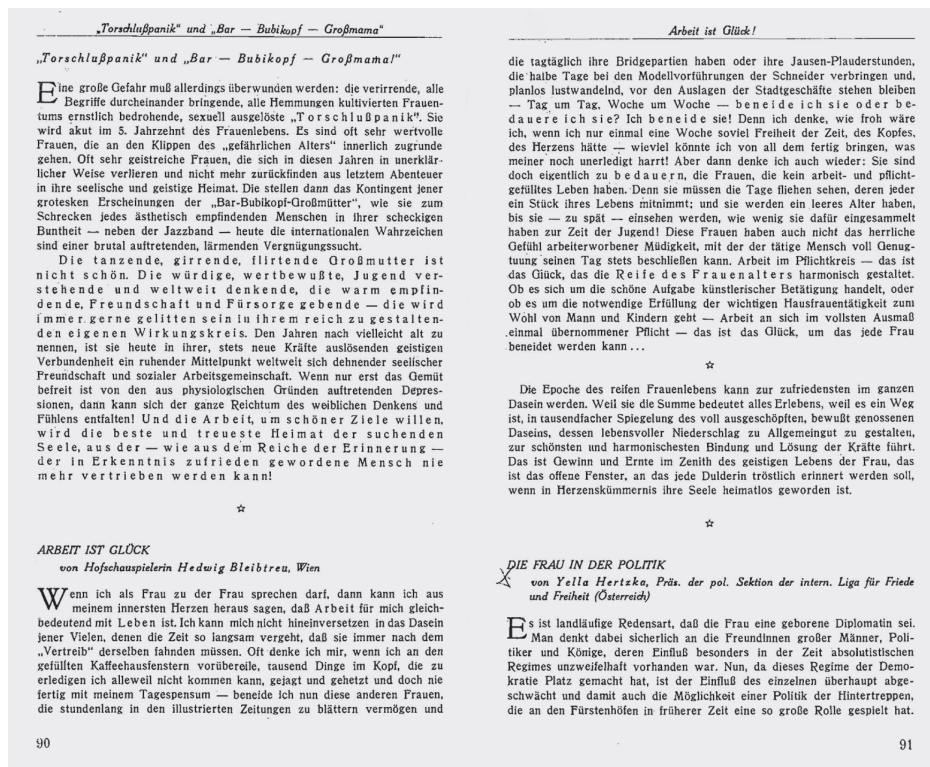 „Torschlußpanik“ und „Bar — Bubikopf — Großmama“
„Torschlußpanik“ und „Bar — Bubikopf — Großmama!“
Eine große Gefahr muß allerdings überwunden werden: die verirrende, alle
Begriffe durcheinander bringende, alle Hemmungen kultivierten Frauen-
tums ernstlich bedrohende, sexuell ausgelöste „Torschlußpanik“. Sie
wird akut im 5. Jahrzehnt des Frauenlebens. Es sind oft sehr wertvolle
Frauen, die an den Klippen des „gefährlichen Alters“ innerlich zugrunde
gehen. Oft sehr geistreiche Frauen, die sich in diesen Jahren in unerklär-
licher Weise verlieren und nicht mehr zurückfinden aus letztem Abenteuer
in ihre seelische und geistige Heimat. Die stellen dann das Kontingent jener
grotesken Erscheinungen der „Bar-Bubikopf-Großmütter“, wie sie zum
Schrecken jedes ästhetisch empfindenden Menschen in ihrer scheckigen
Buntheit — neben der Jazzband — heute die internationalen Wahrzeichen
sind einer brutal auftretenden, lärmenden Vergnügungssucht.
Die tanzende, girrende, flirtende Großmutter ist
nicht schön. Die würdige, wertbewußte, Jugend ver-
stehende und weltweit denkende, die warm empfin-
dende, Freundschaft und Fürsorge gebende — die wird
immer gerne gelitten sein in ihrem reich zu gestalten-
den eigenen Wirkungskreis. Den Jahren nach vielleicht alt zu
nennen, ist sie heute in ihrer, stets neue Kräfte auslösenden geistigen
Verbundenheit ein ruhender Mittelpunkt weltweit sich dehnender seelischer
Freundschaft und sozialer Arbeitsgemeinschaft. Wenn nur erst das Gemüt
befreit ist von den aus physiologischen Gründen auftretenden Depres-
sionen, dann kann sich der ganze Reichtum des weiblichen Denkens und
Fühlens entfalten! Und die Arbeit, um schöner Ziele willen,
wird die beste und treueste Heimat der suchenden
Seele, aus der — wie aus dem Reiche der Erinnerung —
der in Erkenntnis zufrieden gewordene Mensch nie
mehr vertrieben werden kann!
☆
ARBEIT IST GLÜCK
von Hofschauspielerin Hedwig Bleibtreu, Wien
Wenn ich als Frau zu der Frau sprechen darf, dann kann ich aus
meinem innersten Herzen heraus sagen, daß Arbeit für mich gleich-
bedeutend mit Leben ist. Ich kann mich nicht hineinversetzen in das Dasein
jener Vielen, denen die Zeit so langsam vergeht, daß sie immer nach dem
„Vertreib“ derselben fahnden müssen. Oft denke ich mir, wenn ich an den
gefüllten Kaffeehausfenstern vorübereile, tausend Dinge im Kopf, die zu
erledigen ich alleweil nicht kommen kann, gejagt und gehetzt und doch nie
fertig mit meinem Tagespensum — beneide ich nun diese anderen Frauen,
die stundenlang in den illustrierten Zeitungen zu blättern vermögen und
90
Arbeit ist Glück!
die tagtäglich ihre Bridgepartien haben oder ihre Jausen-Plauderstunden,
die halbe Tage bei den Modellvorführungen der Schneider verbringen und,
planlos lustwandelnd, vor den Auslagen der Stadtgeschäfte stehen bleiben
— Tag um Tag, Woche um Woche — beneide ich sie oder be-
dauere ich sie? Ich beneide sie! Denn ich denke, wie froh wäre
ich, wenn ich nur einmal eine Woche soviel Freiheit der Zeit, des Kopfes,
des Herzens hätte — wieviel könnte ich von all dem fertig bringen, was
meiner noch unerledigt harrt! Aber dann denke ich auch wieder: Sie sind
doch eigentlich zu bedauern, die Frauen, die kein arbeit- und pflicht-
gefülltes Leben haben. Denn sie müssen die Tage fliehen sehen, deren jeder
ein Stück ihres Lebens mitnimmt; und sie werden ein leeres Alter haben,
bis sie — zu spät — einsehen werden, wie wenig sie dafür eingesammelt
haben zur Zeit der Jugend! Diese Frauen haben auch nicht das herrliche
Gefühl arbeiterworbener Müdigkeit, mit der der tätige Mensch voll Genug-
tuung seinen Tag stets beschließen kann. Arbeit im Pflichtkreis — das ist
das Glück, das die Reife des Frauenalters harmonisch gestaltet.
Ob es sich um die schöne Aufgabe künstlerischer Betätigung handelt, oder
ob es um die notwendige Erfüllung der wichtigen Hausfrauentätigkeit zum
Wohl von Mann und Kindern geht — Arbeit an sich im vollsten Ausmaß
einmal übernommener Pflicht — das ist das Glück, um das jede Frau
beneidet werden kann...
☆
Die Epoche des reifen Frauenlebens kann zur zufriedensten im ganzen
Dasein werden. Weil sie die Summe bedeutet alles Erlebens, weil es ein Weg
ist, in tausendfacher Spiegelung des voll ausgeschöpften, bewußt genossenen
Daseins, dessen lebensvoller Niederschlag zu Allgemeingut zu gestalten,
zur schönsten und harmonischesten Bindung und Lösung der Kräfte führt.
Das ist Gewinn und Ernte im Zenith des geistigen Lebens der Frau, das
ist das offene Fenster, an das jede Dulderin tröstlich erinnert werden soll,
wenn in Herzenskümmernis ihre Seele heimatlos geworden ist.
☆
DIE FRAU IN DER POLITIK
von Yella Hertzka, Präs. der pol. Sektion der intern. Liga für Friede
und Freiheit (Österreich)
Es ist landläufige Redensart, daß die Frau eine geborene Diplomatin sei.
Man denkt dabei sicherlich an die Freundinnen großer Männer, Poli-
tiker und Könige, deren Einfluß besonders in der Zeit absolutistischen
Regimes unzweifelhaft vorhanden war. Nun, da dieses Regime der Demo-
kratie Platz gemacht hat, ist der Einfluß des einzelnen überhaupt abge-
schwächt und damit auch die Möglichkeit einer Politik der Hintertreppen,
die an den Fürstenhöfen in früherer Zeit eine so große Rolle gespielt hat.
91